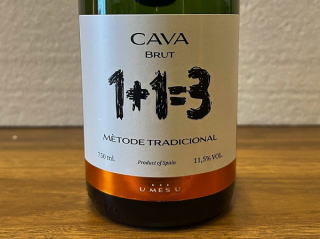 CAVA
BRUT
1+1=3
MÈTODE TRADICIONAL
750 ml.
Product of Spain
11,5% VOL.
U MES U